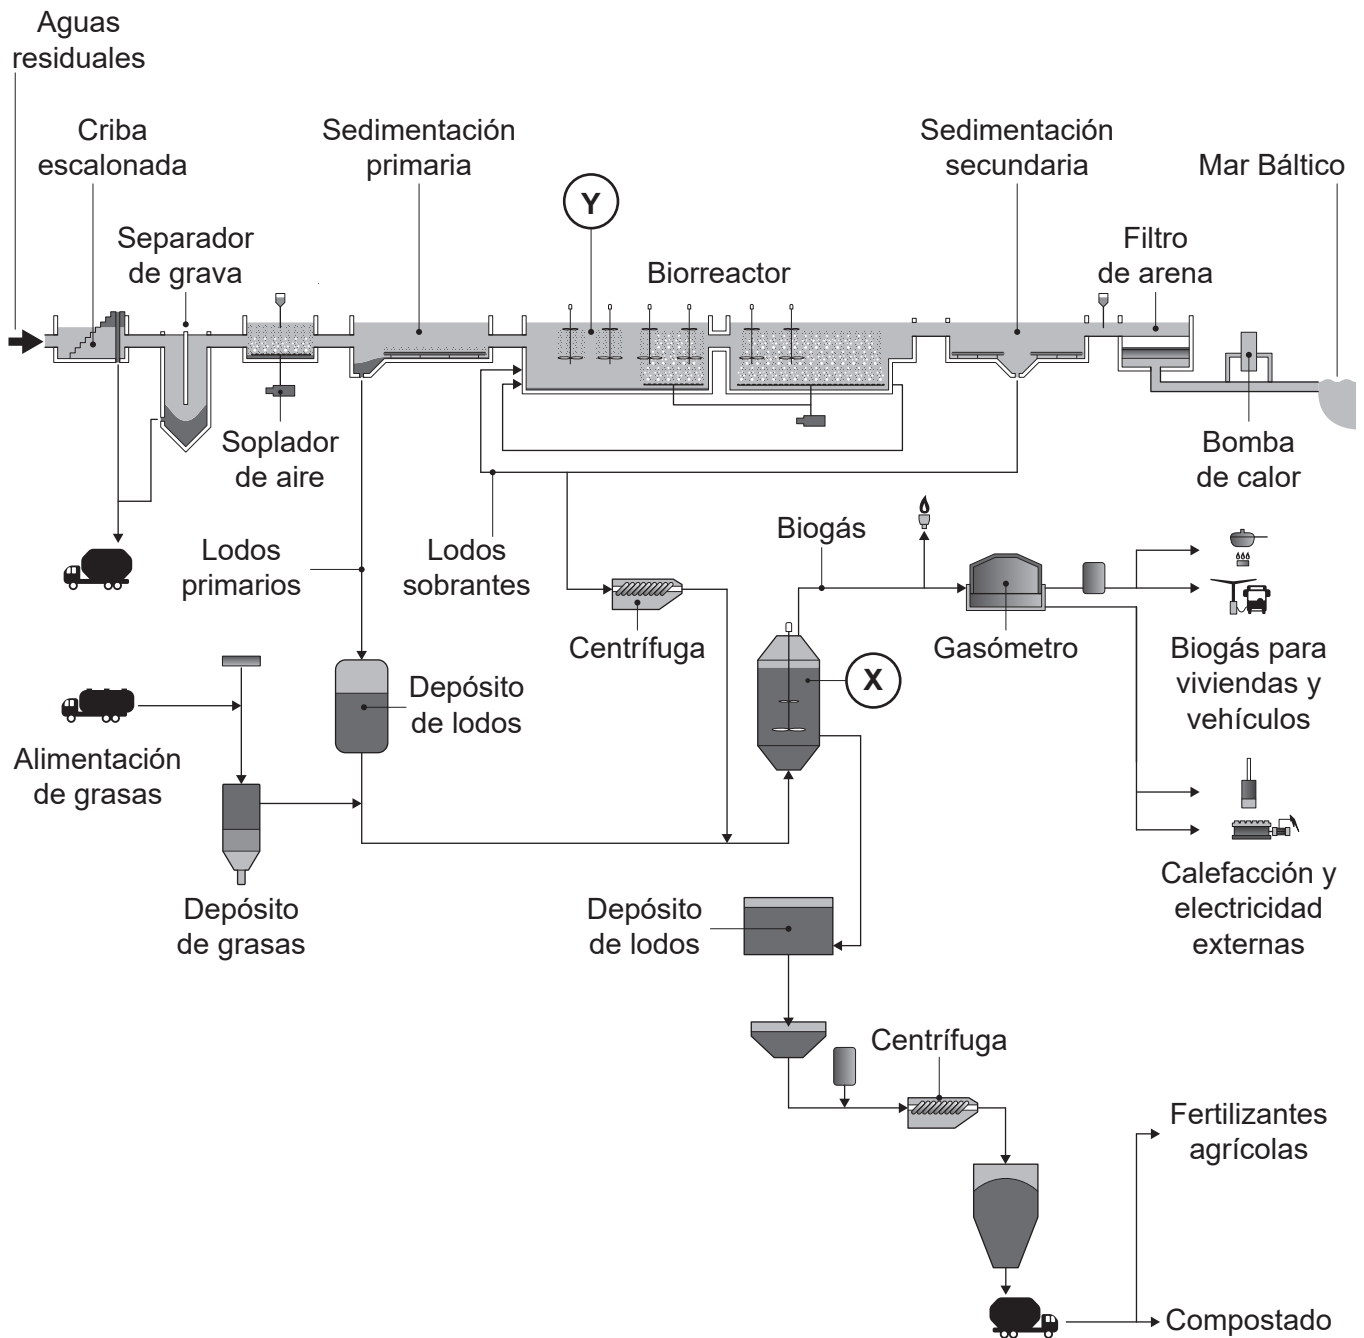 Aguas
residuales
Criba
escalonada
Sedimentación
primaria
Sedimentación
secundaria
Mar Báltico
Y
Separador
de grava
Biorreactor
Filtro
de arena
Soplador
de aire
Bomba
de calor
Lodos
primarios
Lodos
sobrantes
Biogás
Centrífuga
Gasómetro
Biogás para
viviendas y
vehículos
X
Depósito
de lodos
Alimentación
de grasas
Depósito
de grasas
Calefacción y
electricidad
externas
Depósito
de lodos
Centrífuga
Fertilizantes
agrícolas
Compostado